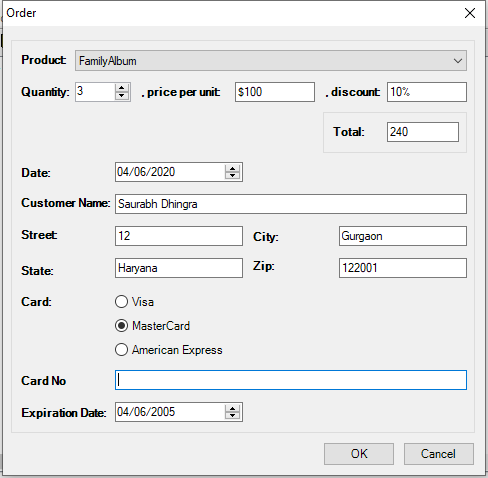 Order
Product: FamilyAlbum
Quantity: 3 , price per unit: $100 , discount: 10%
Total: 240
Date: 04/06/2020
Customer Name: Saurabh Dhingra
Street: 12 City: Gurgaon
State: Haryana Zip: 122001
Card: Visa
MasterCard
American Express
Card No
Expiration Date: 04/06/2005
OK Cancel